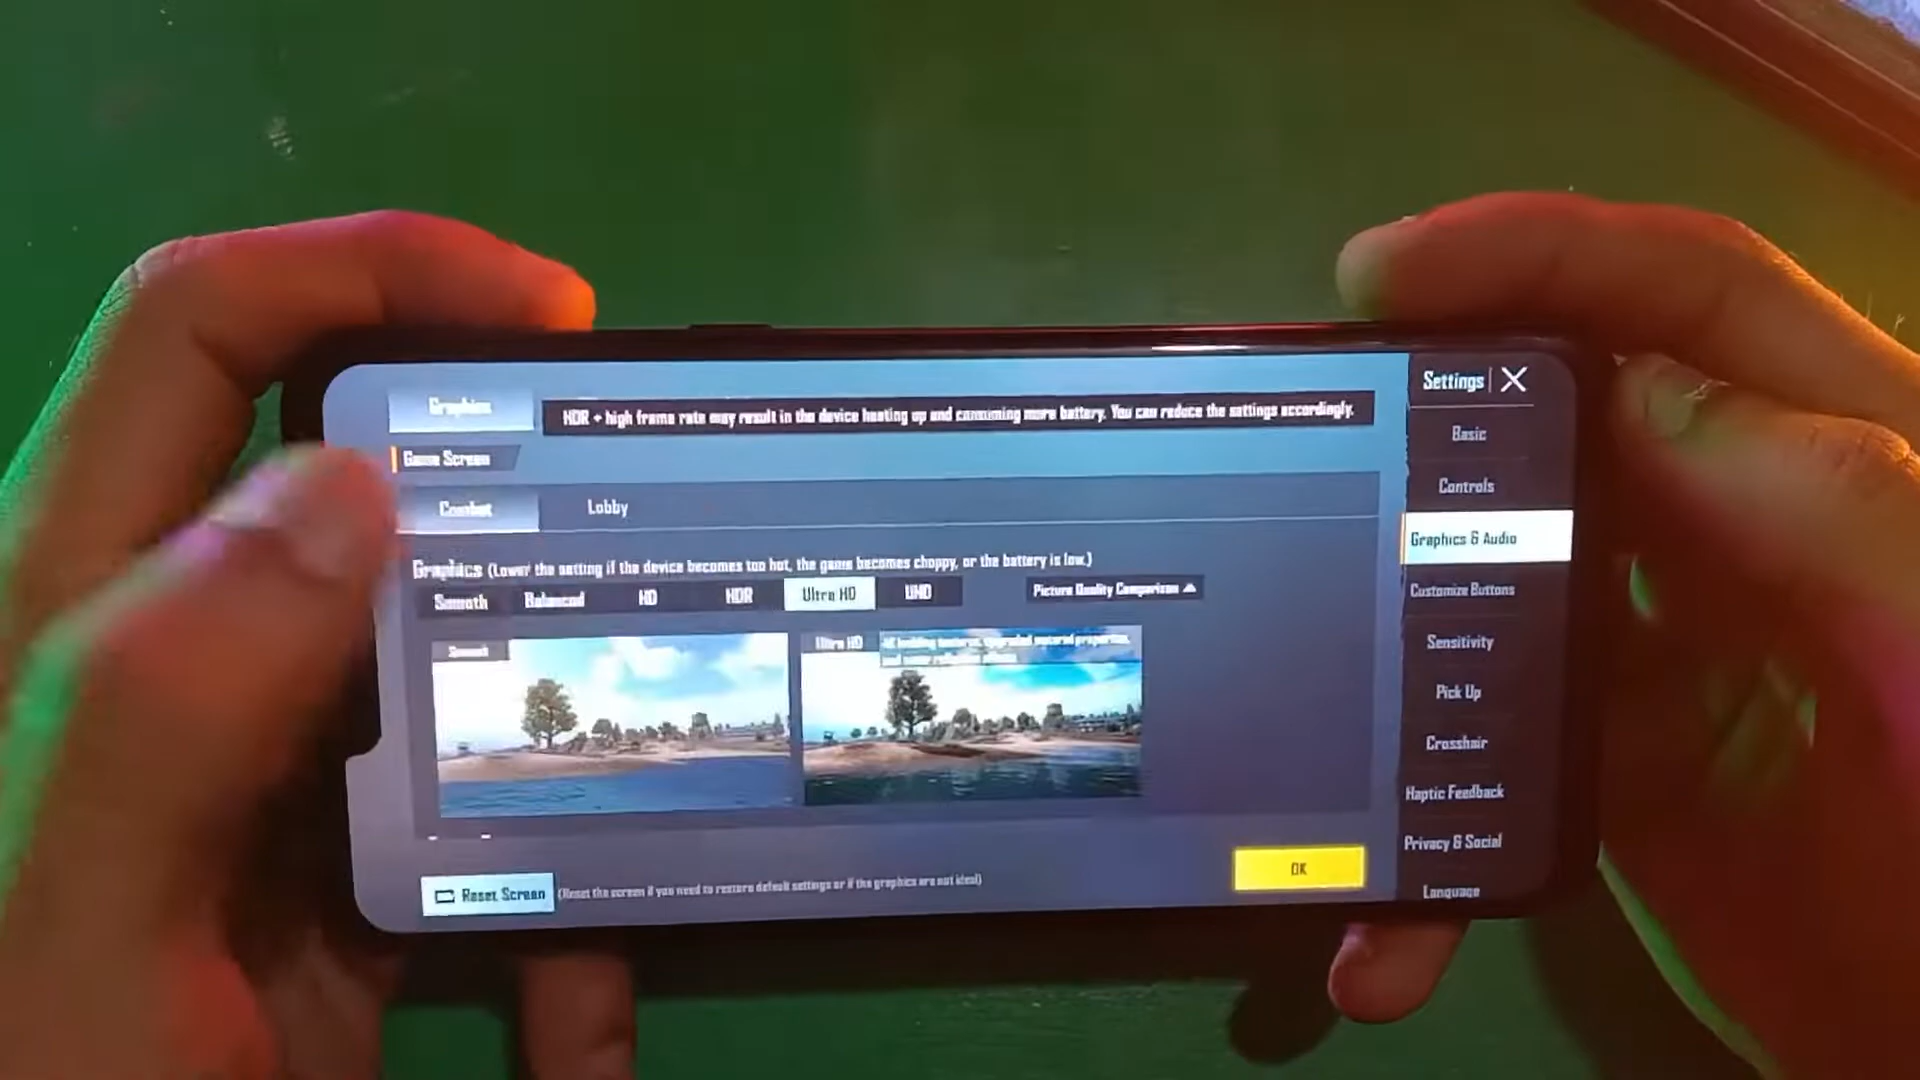 Graphics
HDR + high frame rate may result in the device heating up and consuming more battery. You can reduce the settings accordingly.
Settings
Game Screen
Basic
Combat
Lobby
Controls
Graphics & Audio
Graphics (Lower the setting if the device becomes too hot, the game becomes choppy, or the battery is low.)
Smooth
Balanced
HD
HDR
Ultra HD
UHD
Picture Quality Comparison
Customize Buttons
Smooth
Ultra HD
Sensitivity
Pick Up
Crosshair
Haptic Feedback
Privacy & Social
Language
Reset Screen (Reset the screen if you need to restore default settings or if the graphics are not ideal)
OK